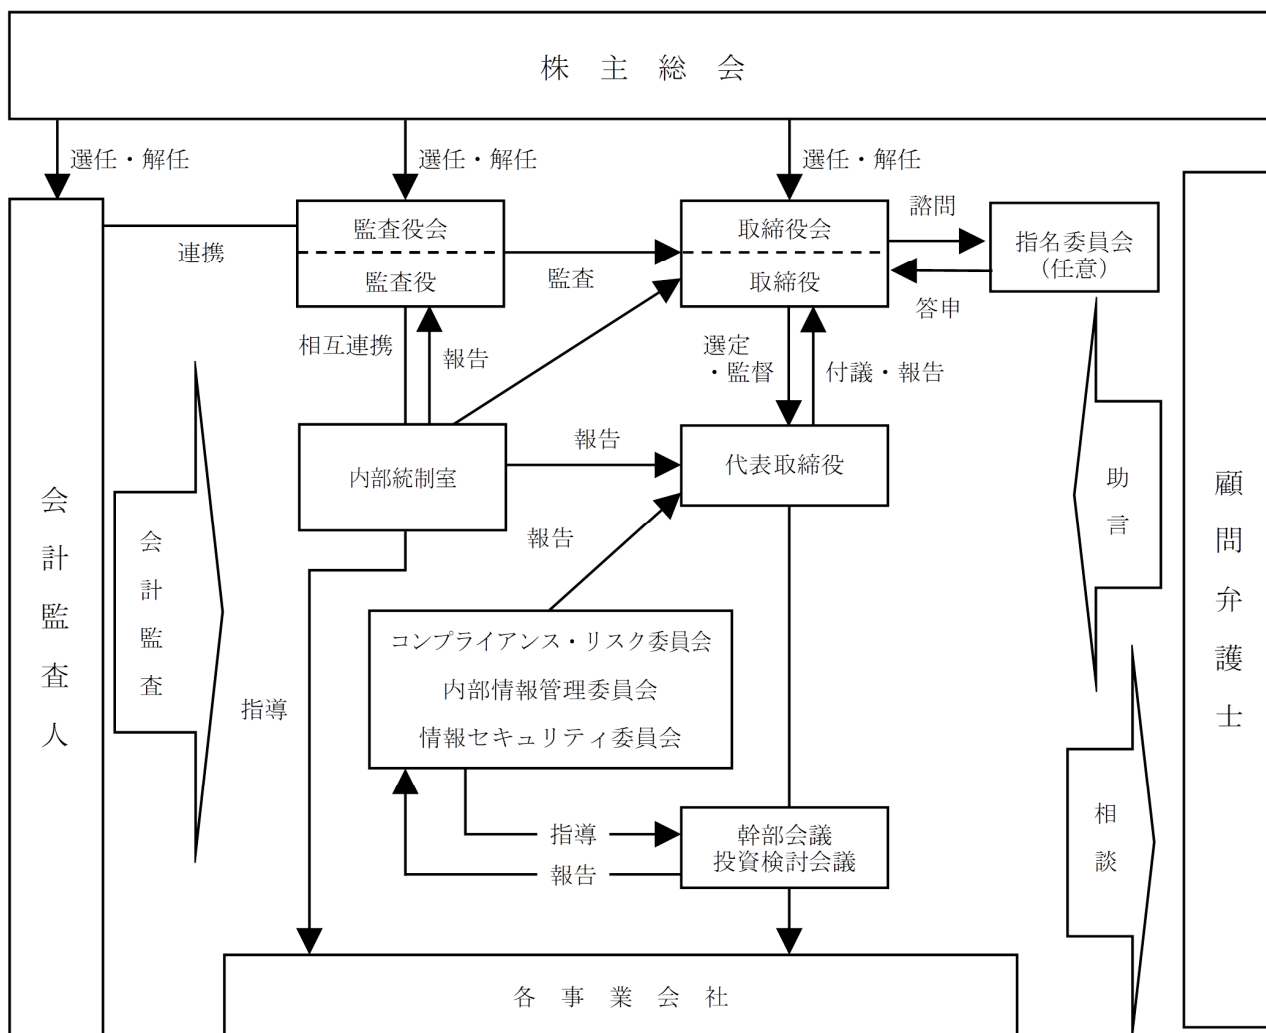 株主総会
選任・解任
選任・解任
選任・解任
監査役会
監査役
連携
監査
取締役会
取締役
諮問
答申
指名委員会
（任意）
相互連携
報告
選定
・監督
付議・報告
内部統制室
報告
代表取締役
報告
会計監査人
会計監査
助言
顧問弁護士
コンプライアンス・リスク委員会
内部情報管理委員会
情報セキュリティ委員会
指導
指導
報告
幹部会議
投資検討会議
相談
各事業会社